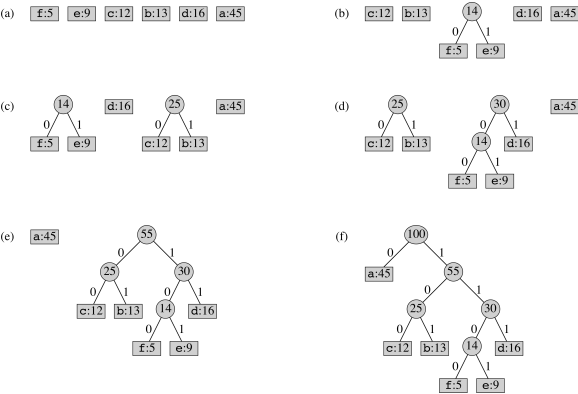 (a) f:5 e:9 c:12 b:13 d:16 a:45
(b) c:12 b:13 14 d:16 a:45
0 1
f:5 e:9
(c) 14 d:16 25 a:45
0 1 0 1
f:5 e:9 c:12 b:13
(d) 25 30 a:45
0 1 0 1
c:12 b:13 14 d:16
0 1
f:5 e:9
(e) a:45 55
0 1
25 30
0 1 0 1
c:12 b:13 14 d:16
0 1
f:5 e:9
(f) 100
0 1
a:45 55
0 1
25 30
0 1 0 1
c:12 b:13 14 d:16
0 1
f:5 e:9